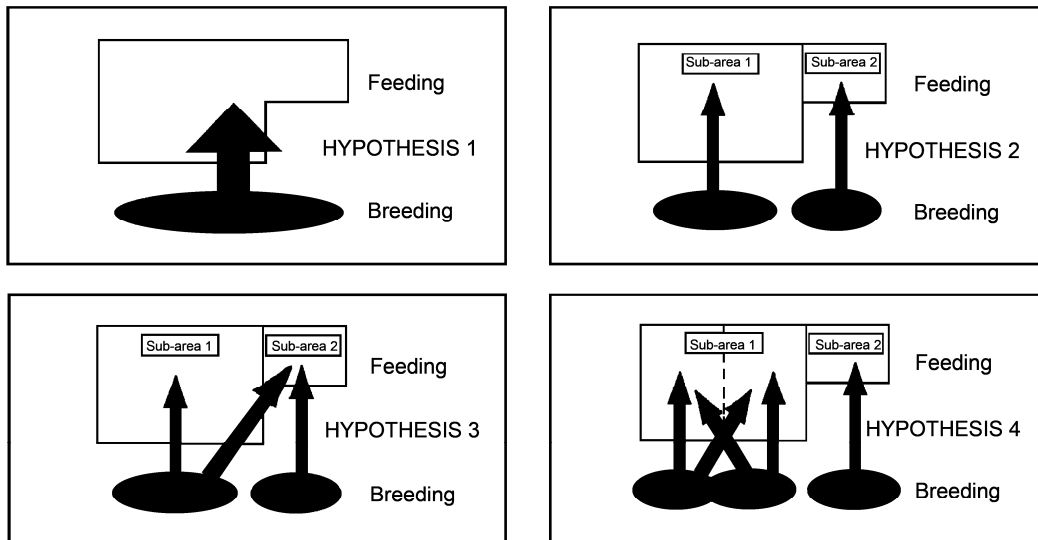 Feeding
HYPOTHESIS 1
Breeding
Sub-area 1
Sub-area 2
Feeding
HYPOTHESIS 2
Breeding
Sub-area 1
Sub-area 2
Feeding
HYPOTHESIS 3
Breeding
Sub-area 1
Sub-area 2
Feeding
HYPOTHESIS 4
Breeding